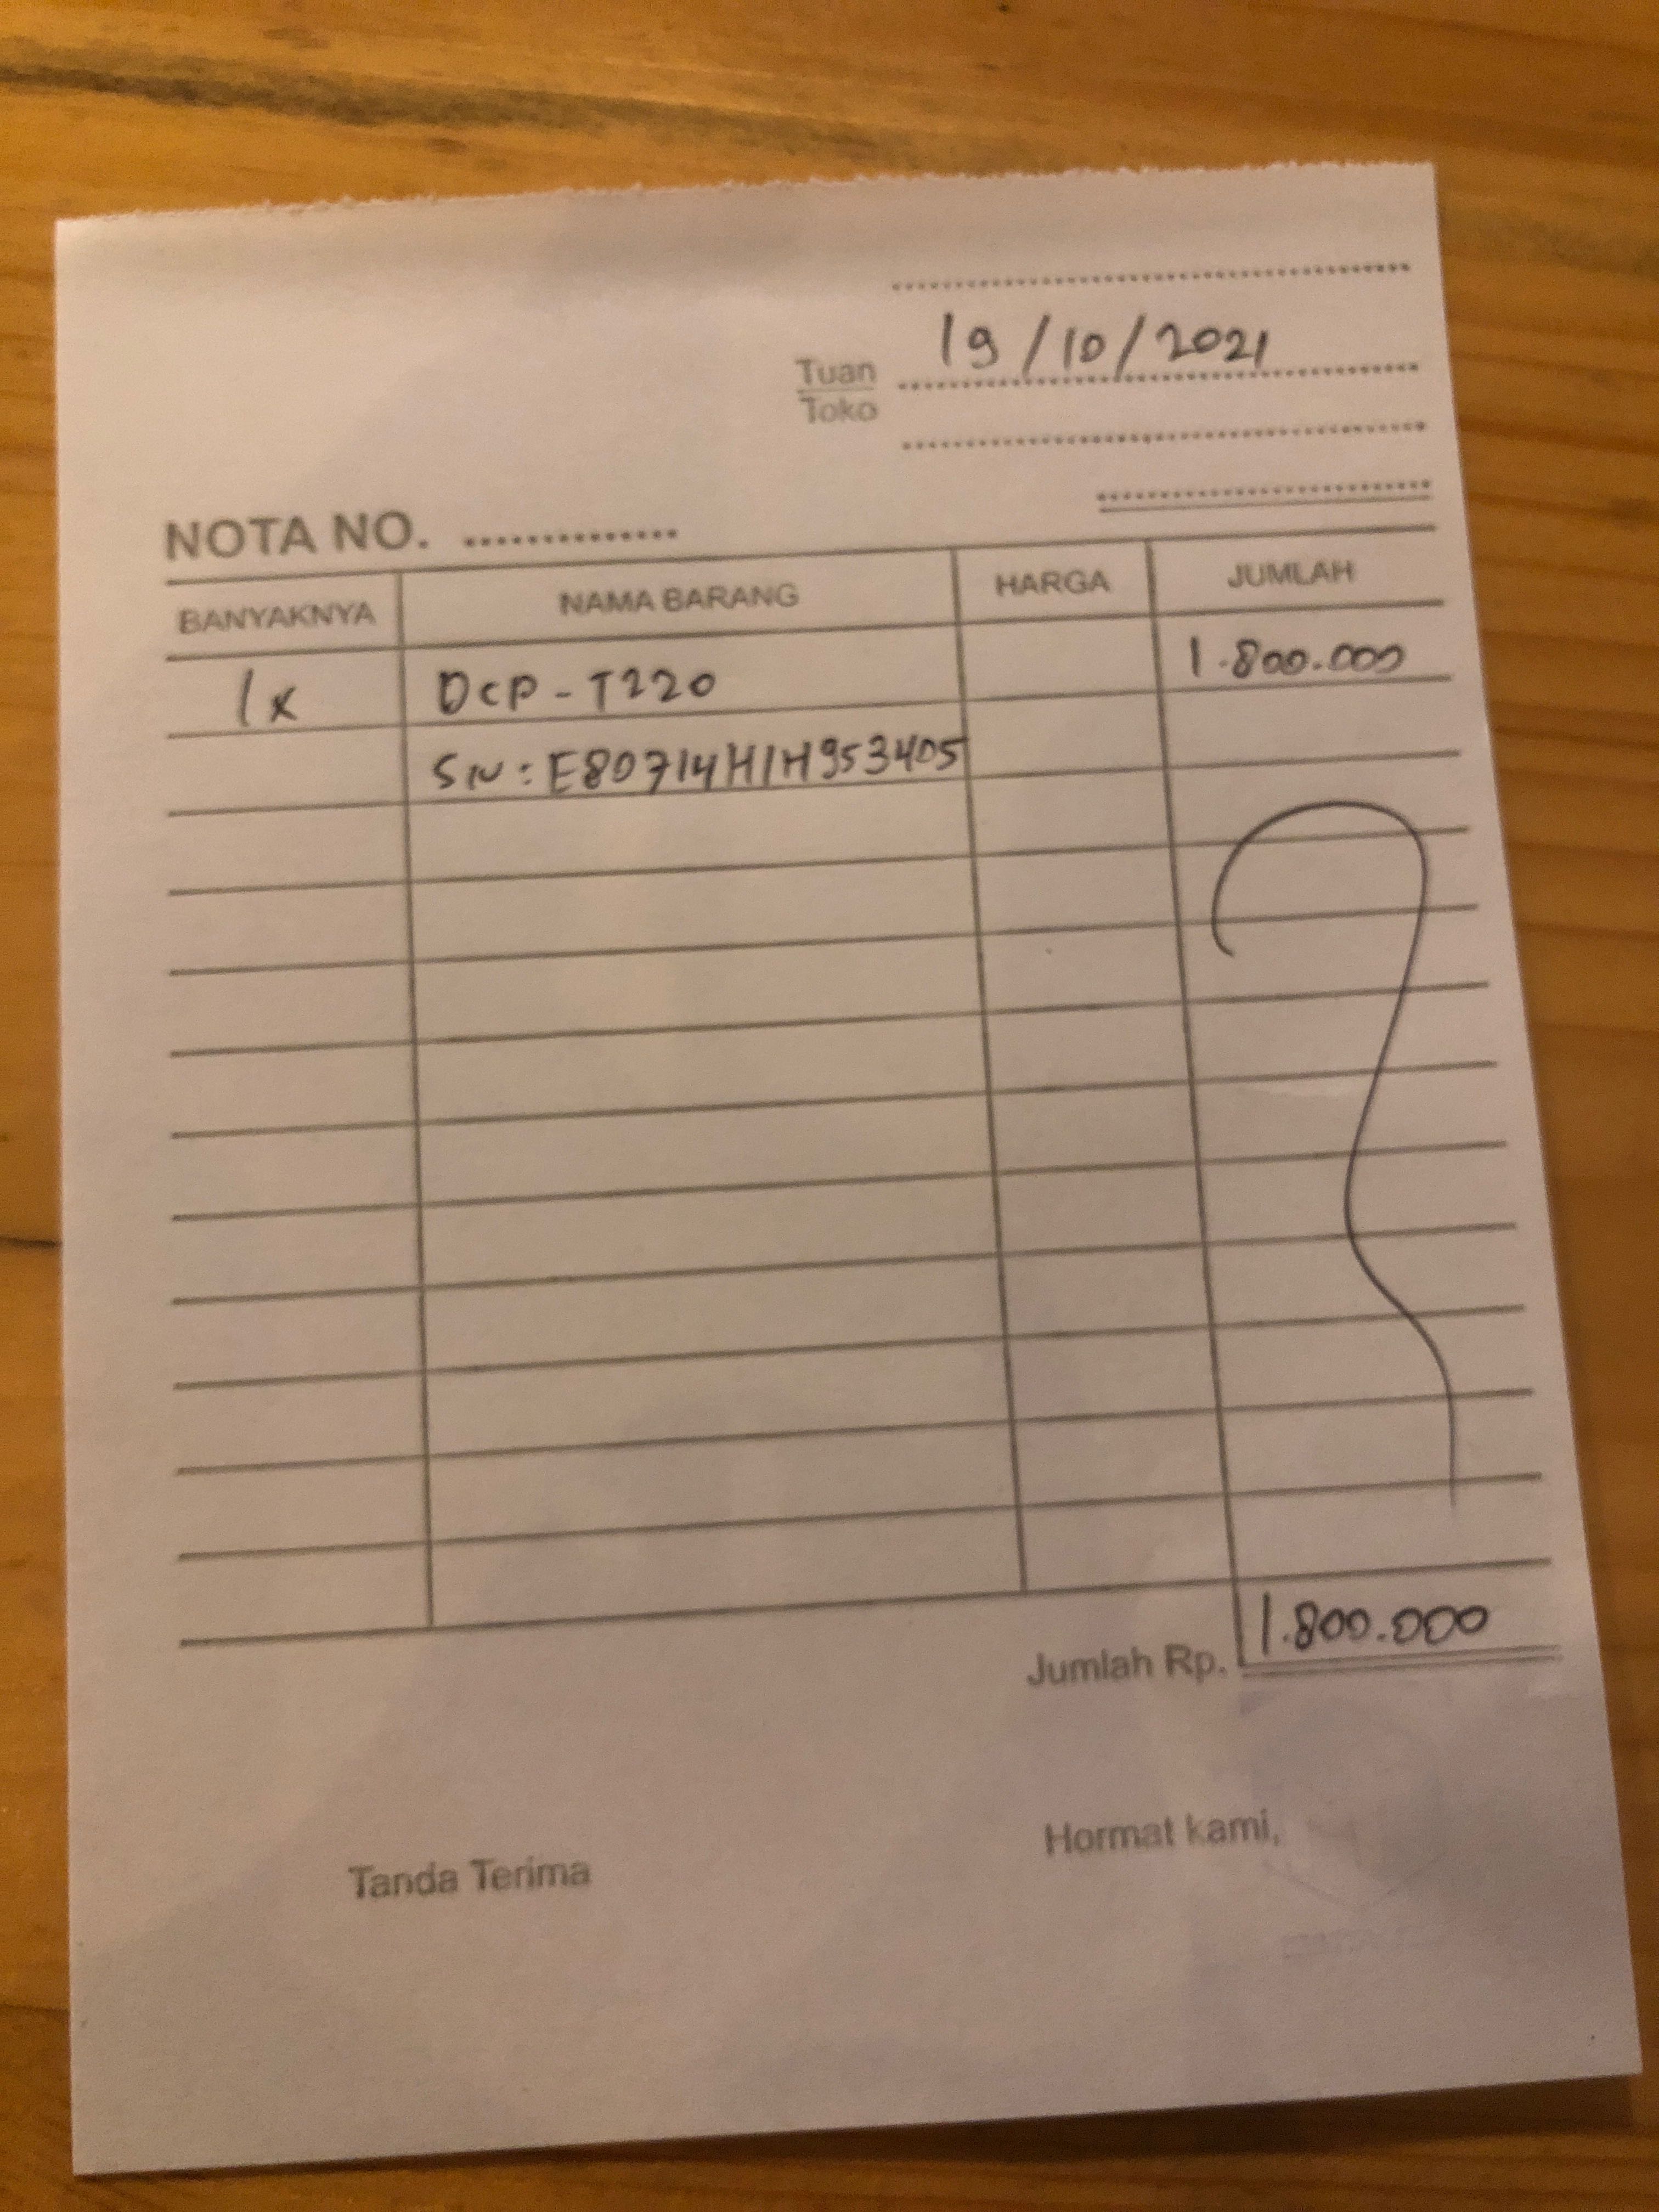 19/10/2021
Tuan
Toko
NOTA NO. ..............
BANYAKNYA NAMA BARANG HARGA JUMLAH
1x DCP-T220 1.800.000
SN: E80714H1H953405
Jumlah Rp. 1.800.000
Tanda Terima Hormat kami,